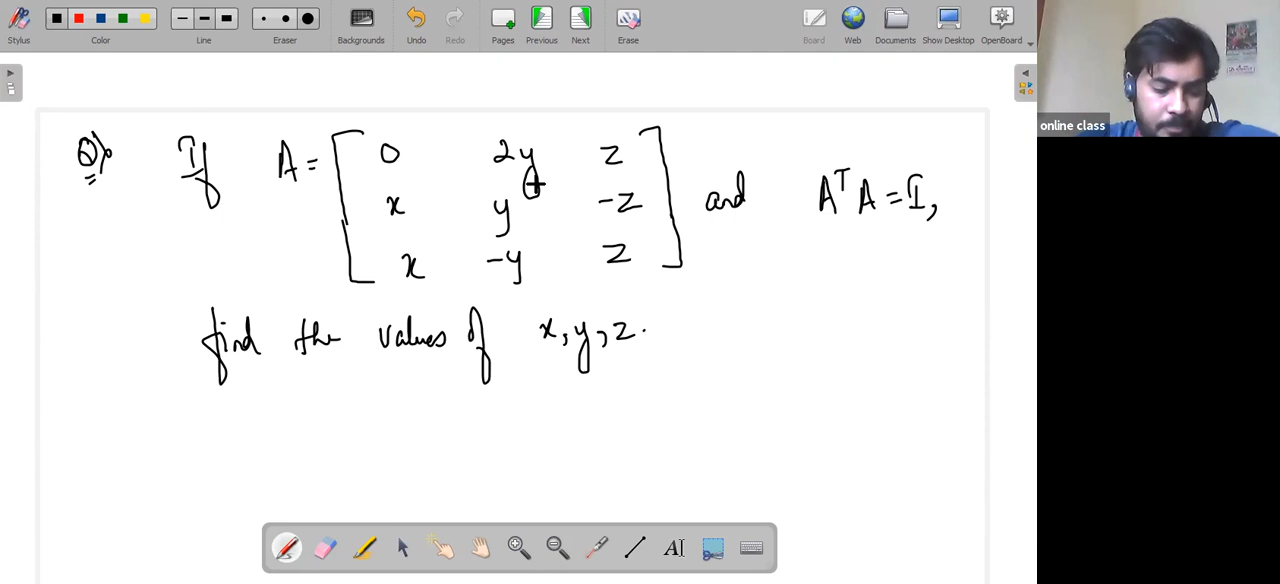 Stylus Color Line Eraser Backgrounds Undo Redo Pages Previous Next Erase Board Web Documents Show Desktop OpenBoard
online class
Q) If A = [ 0 2y z and AᵀA = I,
x y -z
x -y z ]
find the values of x, y, z.
AI